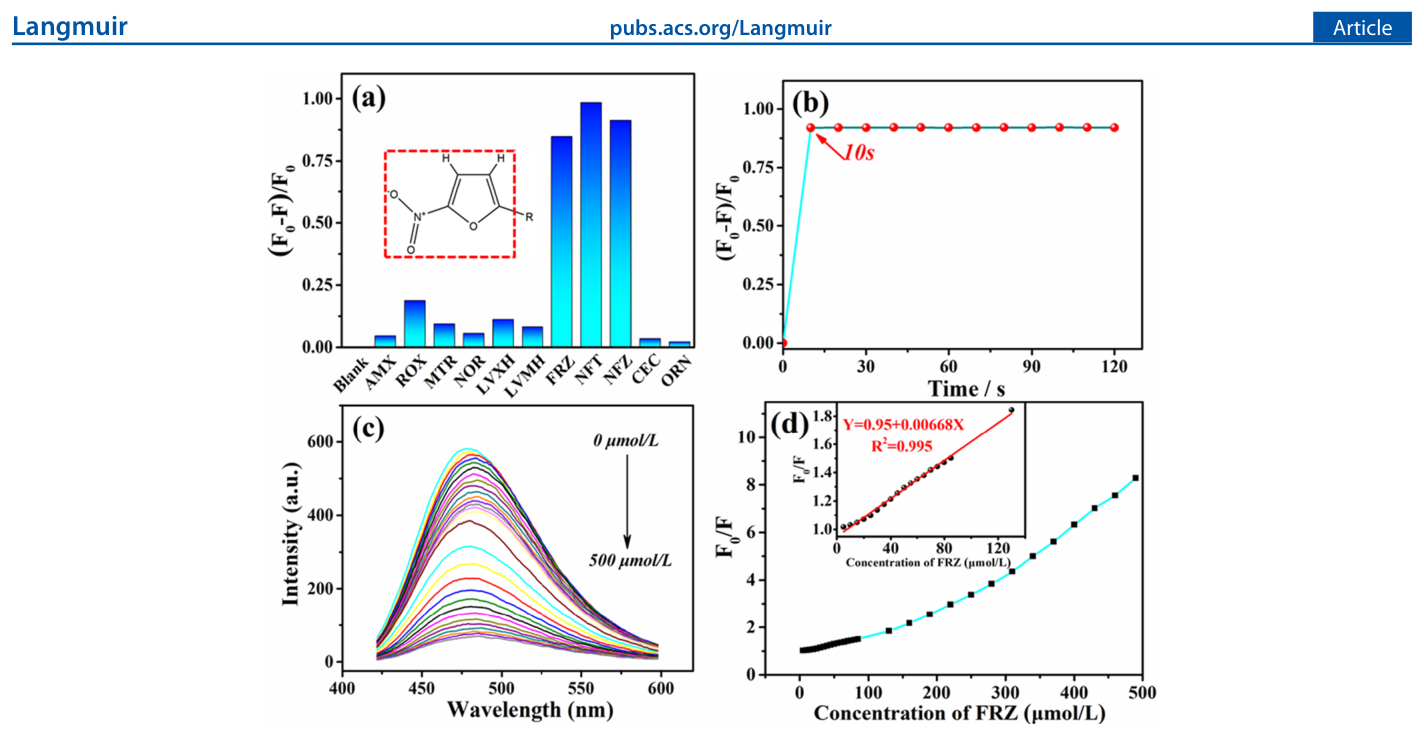 Langmuir
pubs.acs.org/Langmuir
Article
(a)
(F₀-F)/F₀
1.00
0.75
0.50
0.25
0.00
H H
⁻O
N⁺
O
O
R
Blank AMX ROX MTR NOR LVXH LVMH FRZ NFT NFZ CEC ORN
(b)
(F₀-F)/F₀
1.00
0.75
0.50
0.25
0.00
10s
0 30 60 90 120
Time / s
(c)
Intensity (a.u.)
600
400
200
0
0 μmol/L
500 μmol/L
400 450 500 550 600
Wavelength (nm)
(d)
F₀/F
10
8
6
4
2
0
F₀/F
1.8
1.6
1.4
1.2
1.0
Y=0.95+0.00668X
R²=0.995
0 40 80 120
Concentration of FRZ (μmol/L)
0 100 200 300 400 500
Concentration of FRZ (μmol/L)